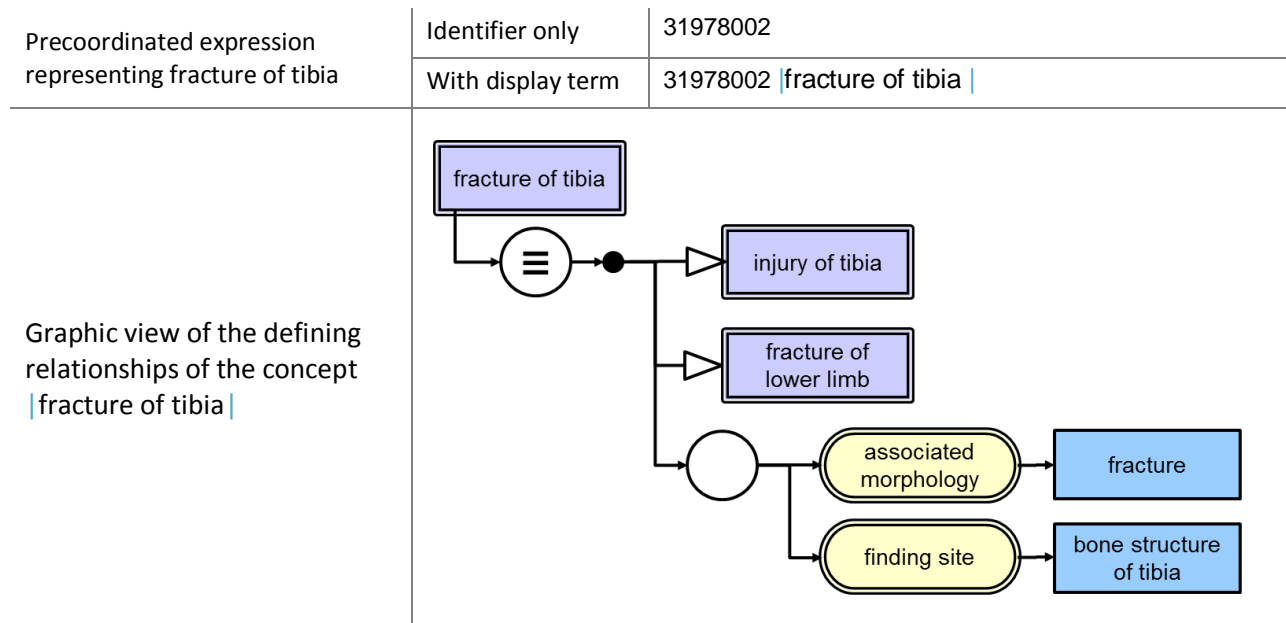 Precoordinated expression
representing fracture of tibia
Identifier only
31978002
With display term
31978002 |fracture of tibia |
Graphic view of the defining
relationships of the concept
|fracture of tibia|
fracture of tibia
≡
injury of tibia
fracture of
lower limb
associated
morphology
fracture
finding site
bone structure
of tibia